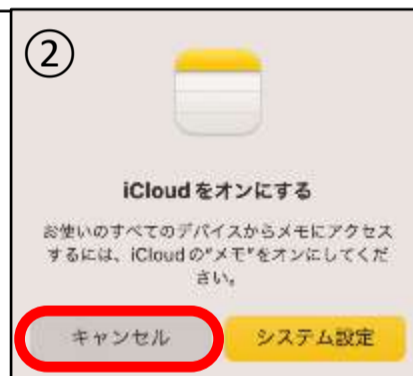 ②
iCloudをオンにする
お使いのすべてのデバイスからメモにアクセス
するには、iCloudの"メモ"をオンにしてくだ
さい。
キャンセル
システム設定